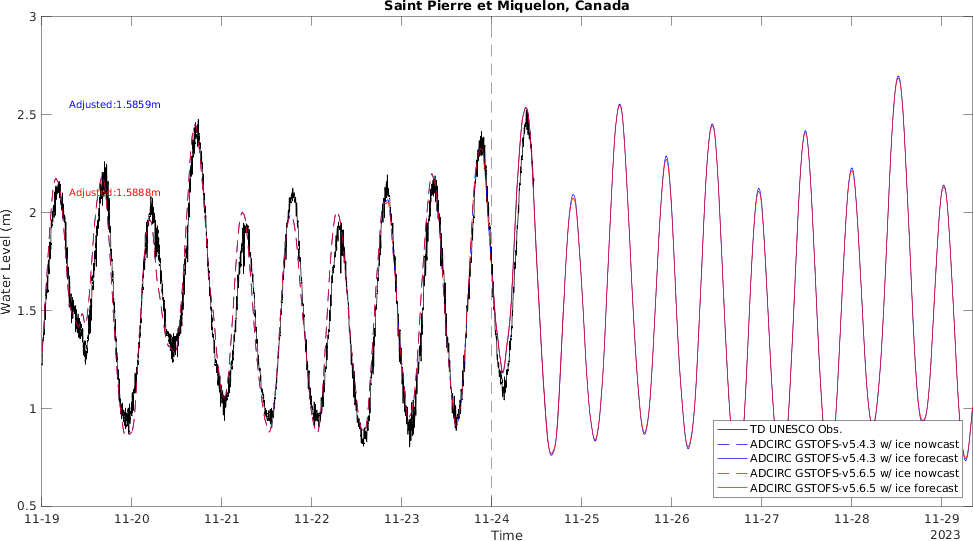 Saint Pierre et Miquelon, Canada
3
2.5
2
1.5
1
0.5
Water Level (m)
Adjusted:1.5859m
Adjusted:1.5888m
TD UNESCO Obs.
ADCIRC GSTOFS-v5.4.3 w/ ice nowcast
ADCIRC GSTOFS-v5.4.3 w/ ice forecast
ADCIRC GSTOFS-v5.6.5 w/ ice nowcast
ADCIRC GSTOFS-v5.6.5 w/ ice forecast
11-19 11-20 11-21 11-22 11-23 11-24 11-25 11-26 11-27 11-28 11-29
Time
2023